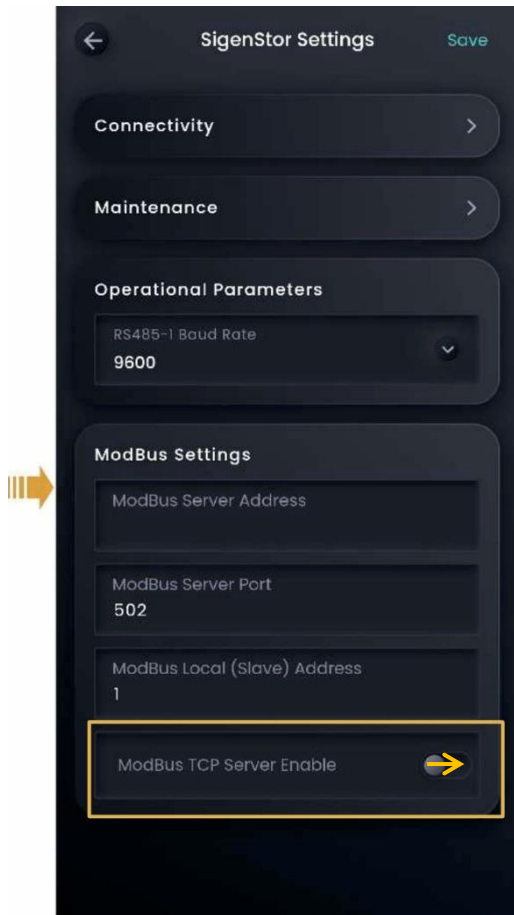 SigenStor Settings
Save
Connectivity
Maintenance
Operational Parameters
RS485-1 Baud Rate
9600
ModBus Settings
ModBus Server Address
ModBus Server Port
502
ModBus Local (Slave) Address
1
ModBus TCP Server Enable